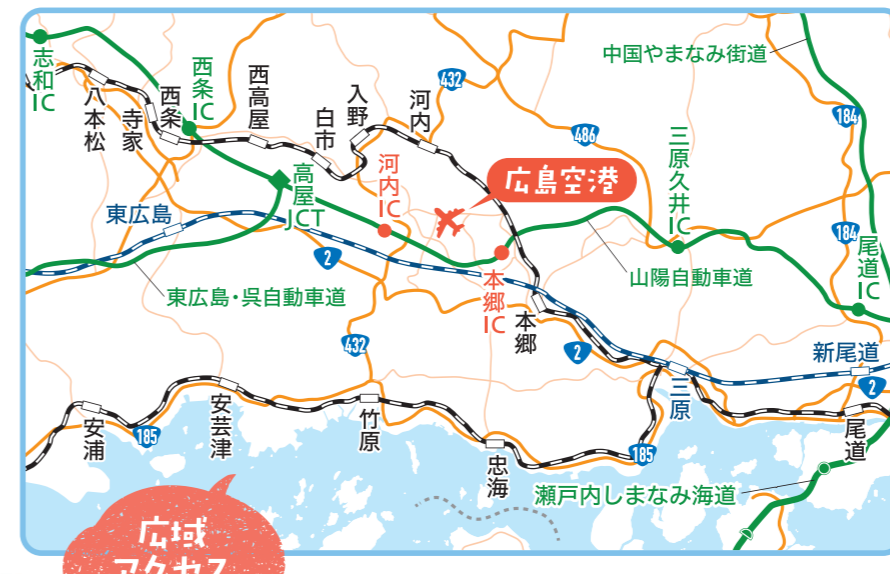 志和IC
八本松
寺家
西条
西条IC
西高屋
白市
入野
河内
432
486
中国やまなみ街道
184
三原久井IC
広島空港
河内IC
高屋JCT
東広島
2
東広島・呉自動車道
本郷IC
本郷
山陽自動車道
184
尾道IC
432
2
新尾道
2
三原
尾道
安浦
185
安芸津
竹原
忠海
185
瀬戸内しまなみ海道
広域
アクセス